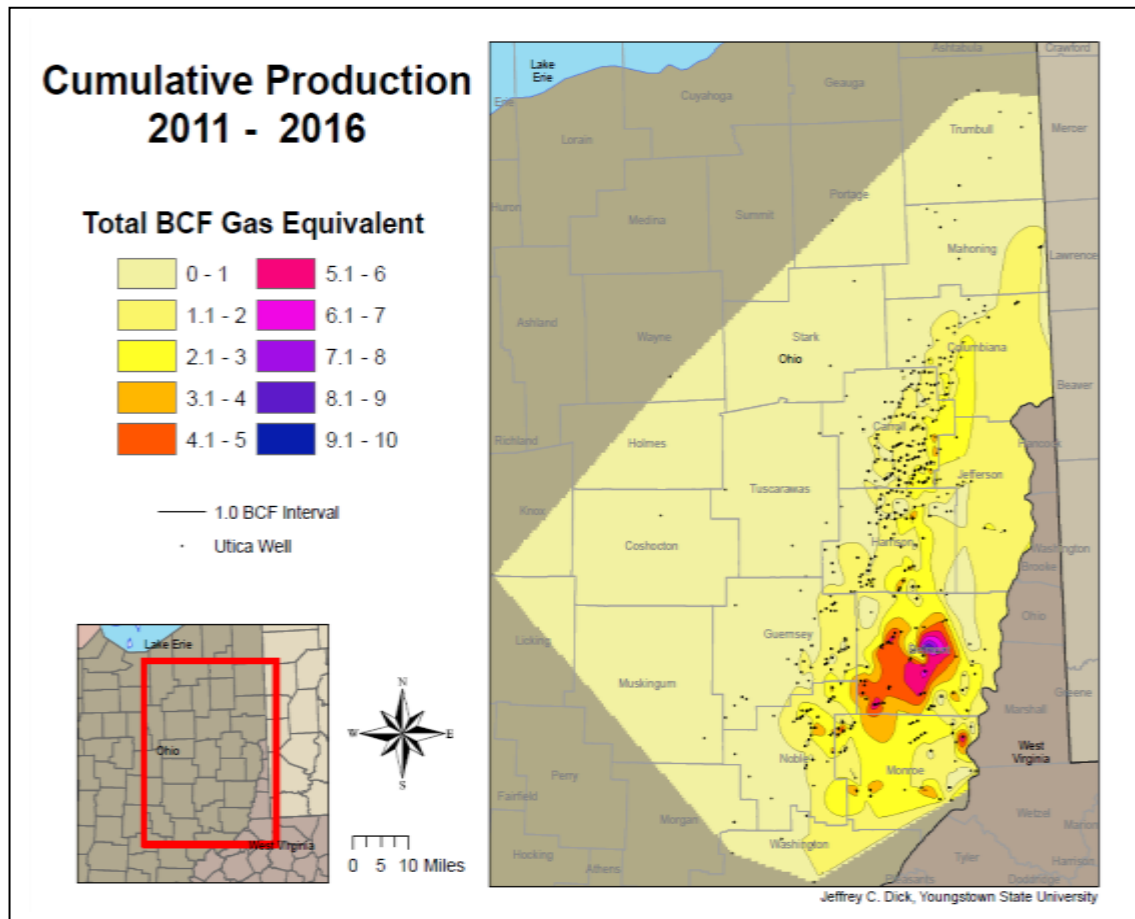 Cumulative Production
2011 - 2016
Total BCF Gas Equivalent
0 - 1
1.1 - 2
2.1 - 3
3.1 - 4
4.1 - 5
5.1 - 6
6.1 - 7
7.1 - 8
8.1 - 9
9.1 - 10
1.0 BCF Interval
Utica Well
Lake Erie
Ohio
West Virginia
N
W
E
S
0 5 10 Miles
Lake
Erie
Ashtabula
Crawford
Geauga
Cuyahoga
Erie
Lorain
Trumbull
Mercer
Portage
Huron
Medina
Summit
Mahoning
Lawrence
Ashland
Wayne
Stark
Ohio
Columbiana
Beaver
Richland
Holmes
Carroll
Hancock
Tuscarawas
Jefferson
Knox
Coshocton
Harrison
Washington
Brooke
Ohio
Licking
Guernsey
Belmont
Muskingum
Greene
Marshall
West
Virginia
Noble
Monroe
Perry
Fairfield
Morgan
Wetzel
Marion
Washington
Hocking
Athens
Tyler
Harrison
Pleasants
Doddridge
Jeffrey C. Dick, Youngstown State University